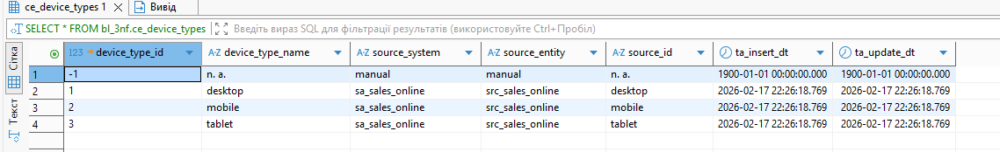 ce_device_types 1 Вивід
SELECT * FROM bl_3nf.ce_device_types Введіть вираз SQL для фільтрації результатів (використовуйте Ctrl+Пробіл)
Сітка
Текст
123 device_type_id A-Z device_type_name A-Z source_system A-Z source_entity A-Z source_id ta_insert_dt ta_update_dt
1 -1 n. a. manual manual n. a. 1900-01-01 00:00:00.000 1900-01-01 00:00:00.000
2 1 desktop sa_sales_online src_sales_online desktop 2026-02-17 22:26:18.769 2026-02-17 22:26:18.769
3 2 mobile sa_sales_online src_sales_online mobile 2026-02-17 22:26:18.769 2026-02-17 22:26:18.769
4 3 tablet sa_sales_online src_sales_online tablet 2026-02-17 22:26:18.769 2026-02-17 22:26:18.769